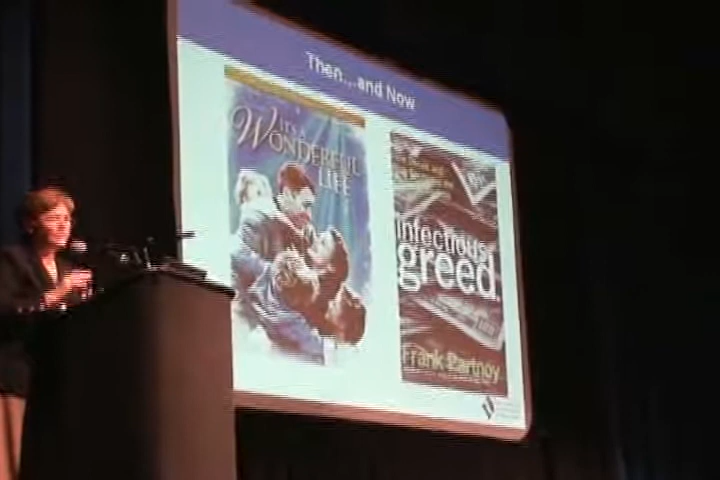 Then...and Now
IT'S A
WONDERFUL
LIFE
infectious
greed.
Frank Partnoy